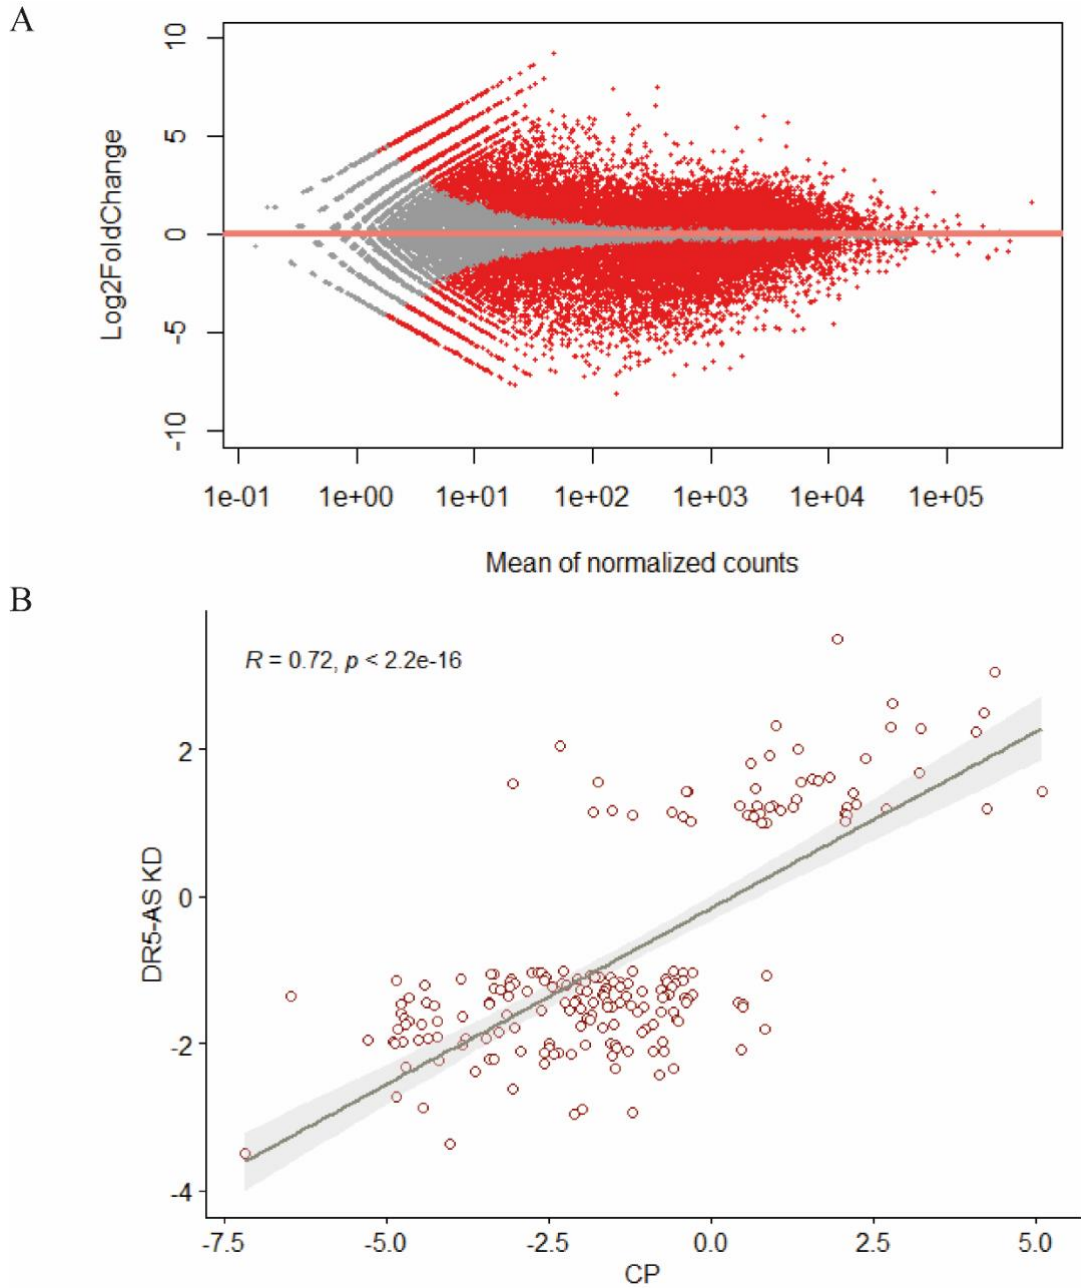 A
10
5
0
-5
-10
Log2FoldChange
1e-01 1e+00 1e+01 1e+02 1e+03 1e+04 1e+05
Mean of normalized counts
B
R = 0.72, p < 2.2e-16
2
0
-2
-4
DR5-AS KD
-7.5 -5.0 -2.5 0.0 2.5 5.0
CP